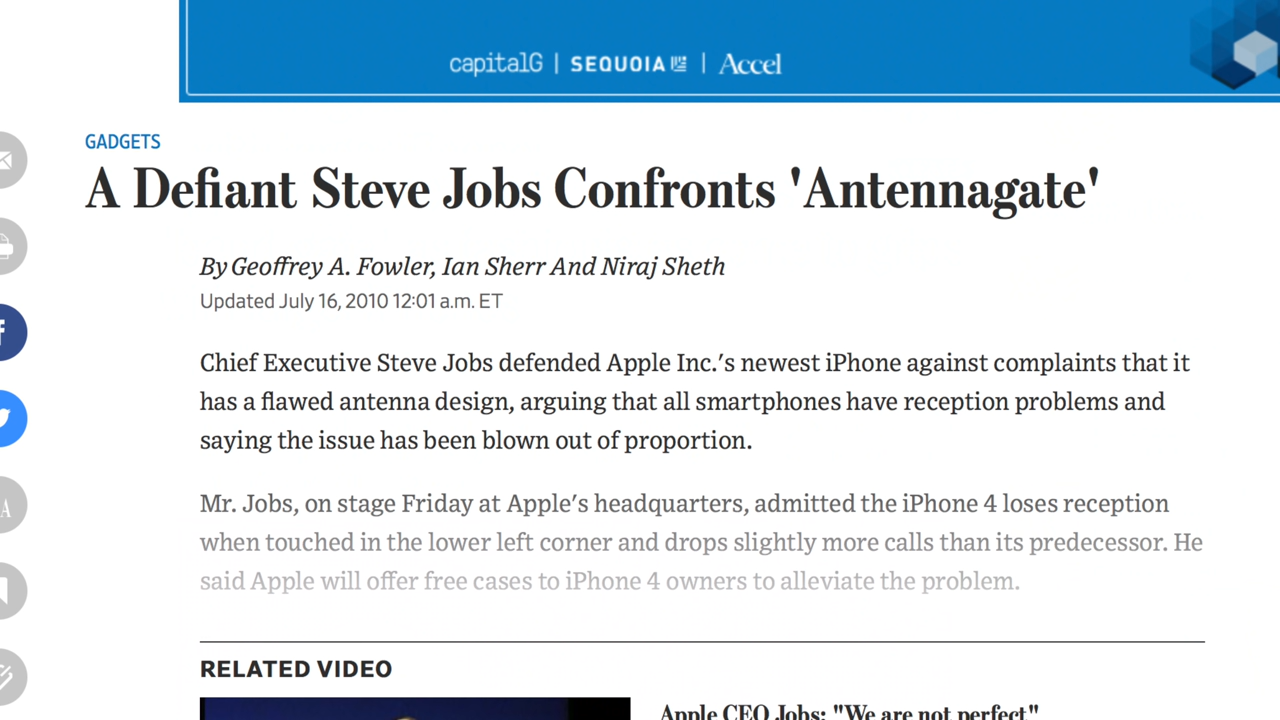 capitalG | SEQUOIA | Accel
GADGETS
A Defiant Steve Jobs Confronts 'Antennagate'
By Geoffrey A. Fowler, Ian Sherr And Niraj Sheth
Updated July 16, 2010 12:01 a.m. ET
Chief Executive Steve Jobs defended Apple Inc.'s newest iPhone against complaints that it
has a flawed antenna design, arguing that all smartphones have reception problems and
saying the issue has been blown out of proportion.
Mr. Jobs, on stage Friday at Apple's headquarters, admitted the iPhone 4 loses reception
when touched in the lower left corner and drops slightly more calls than its predecessor. He
said Apple will offer free cases to iPhone 4 owners to alleviate the problem.
RELATED VIDEO
Apple CEO Jobs: "We are not perfect"